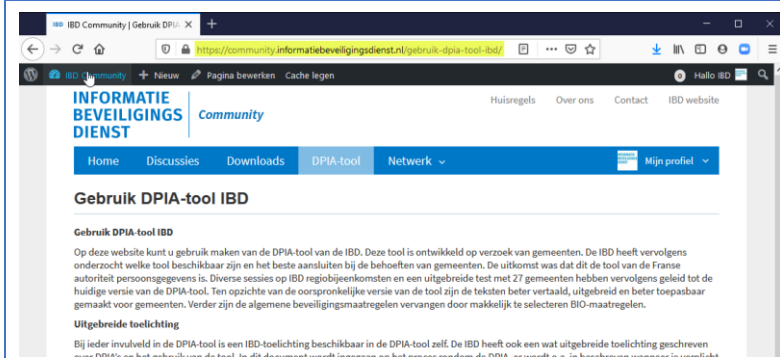 IBD Community | Gebruik DPIA
https://community.informatiebeveiligingsdienst.nl/gebruik-dpia-tool-ibd/
IBD Community Nieuw Pagina bewerken Cache legen 0 Hallo IBD
INFORMATIE
BEVEILIGINGS
DIENST
Community
Huisregels Over ons Contact IBD website
Home Discussies Downloads DPIA-tool Netwerk Mijn profiel
Gebruik DPIA-tool IBD
Gebruik DPIA-tool IBD
Op deze website kunt u gebruik maken van de DPIA-tool van de IBD. Deze tool is ontwikkeld op verzoek van gemeenten. De IBD heeft vervolgens
onderzocht welke tool beschikbaar zijn en het beste aansluiten bij de behoeften van gemeenten. De uitkomst was dat dit de tool van de Franse
autoriteit persoonsgegevens is. Diverse sessies op IBD regiobijeenkomsten en een uitgebreide test met 27 gemeenten hebben vervolgens geleid tot de
huidige versie van de DPIA-tool. Ten opzichte van de oorspronkelijke versie van de tool zijn de teksten beter vertaald, uitgebreid en beter toepasbaar
gemaakt voor gemeenten. Verder zijn de algemene beveiligingsmaatregelen vervangen door makkelijk te selecteren BIO-maatregelen.
Uitgebreide toelichting
Bij ieder invulveld in de DPIA-tool is een IBD-toelichting beschikbaar in de DPIA-tool zelf. De IBD heeft ook een wat uitgebreide toelichting geschreven